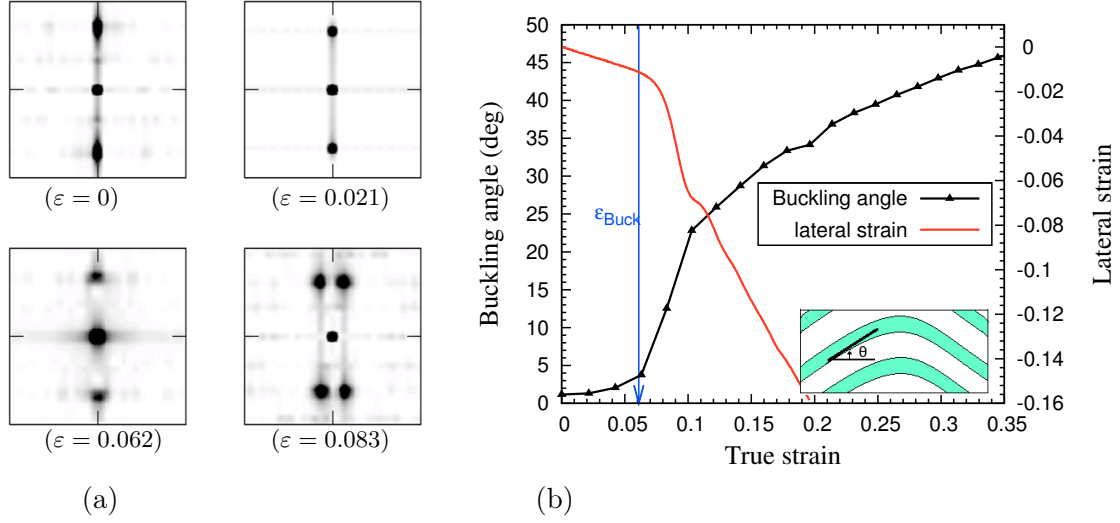 (ε = 0)
(ε = 0.021)
(ε = 0.062)
(ε = 0.083)
(a)
Buckling angle (deg)
50
45
40
35
30
25
20
15
10
5
0
ε_Buck
Buckling angle
lateral strain
θ
0
-0.02
-0.04
-0.06
-0.08
-0.1
-0.12
-0.14
-0.16
Lateral strain
0
0.05
0.1
0.15
0.2
0.25
0.3
0.35
True strain
(b)